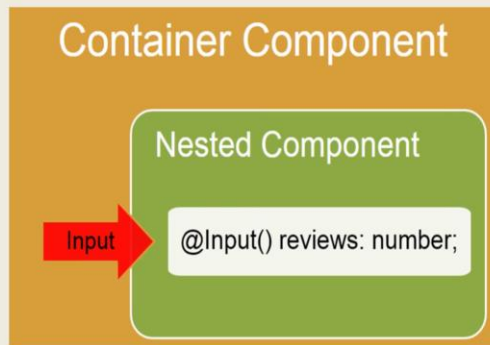 Container Component
Nested Component
Input
@Input() reviews: number;